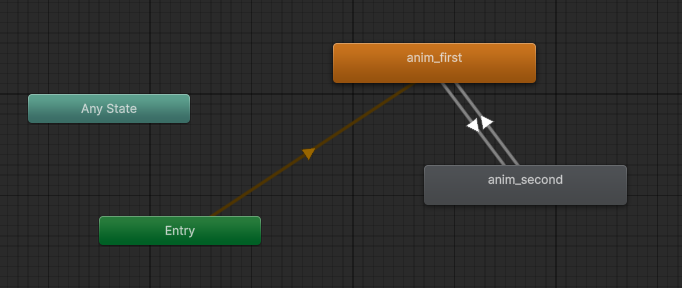 anim_first
Any State
anim_second
Entry